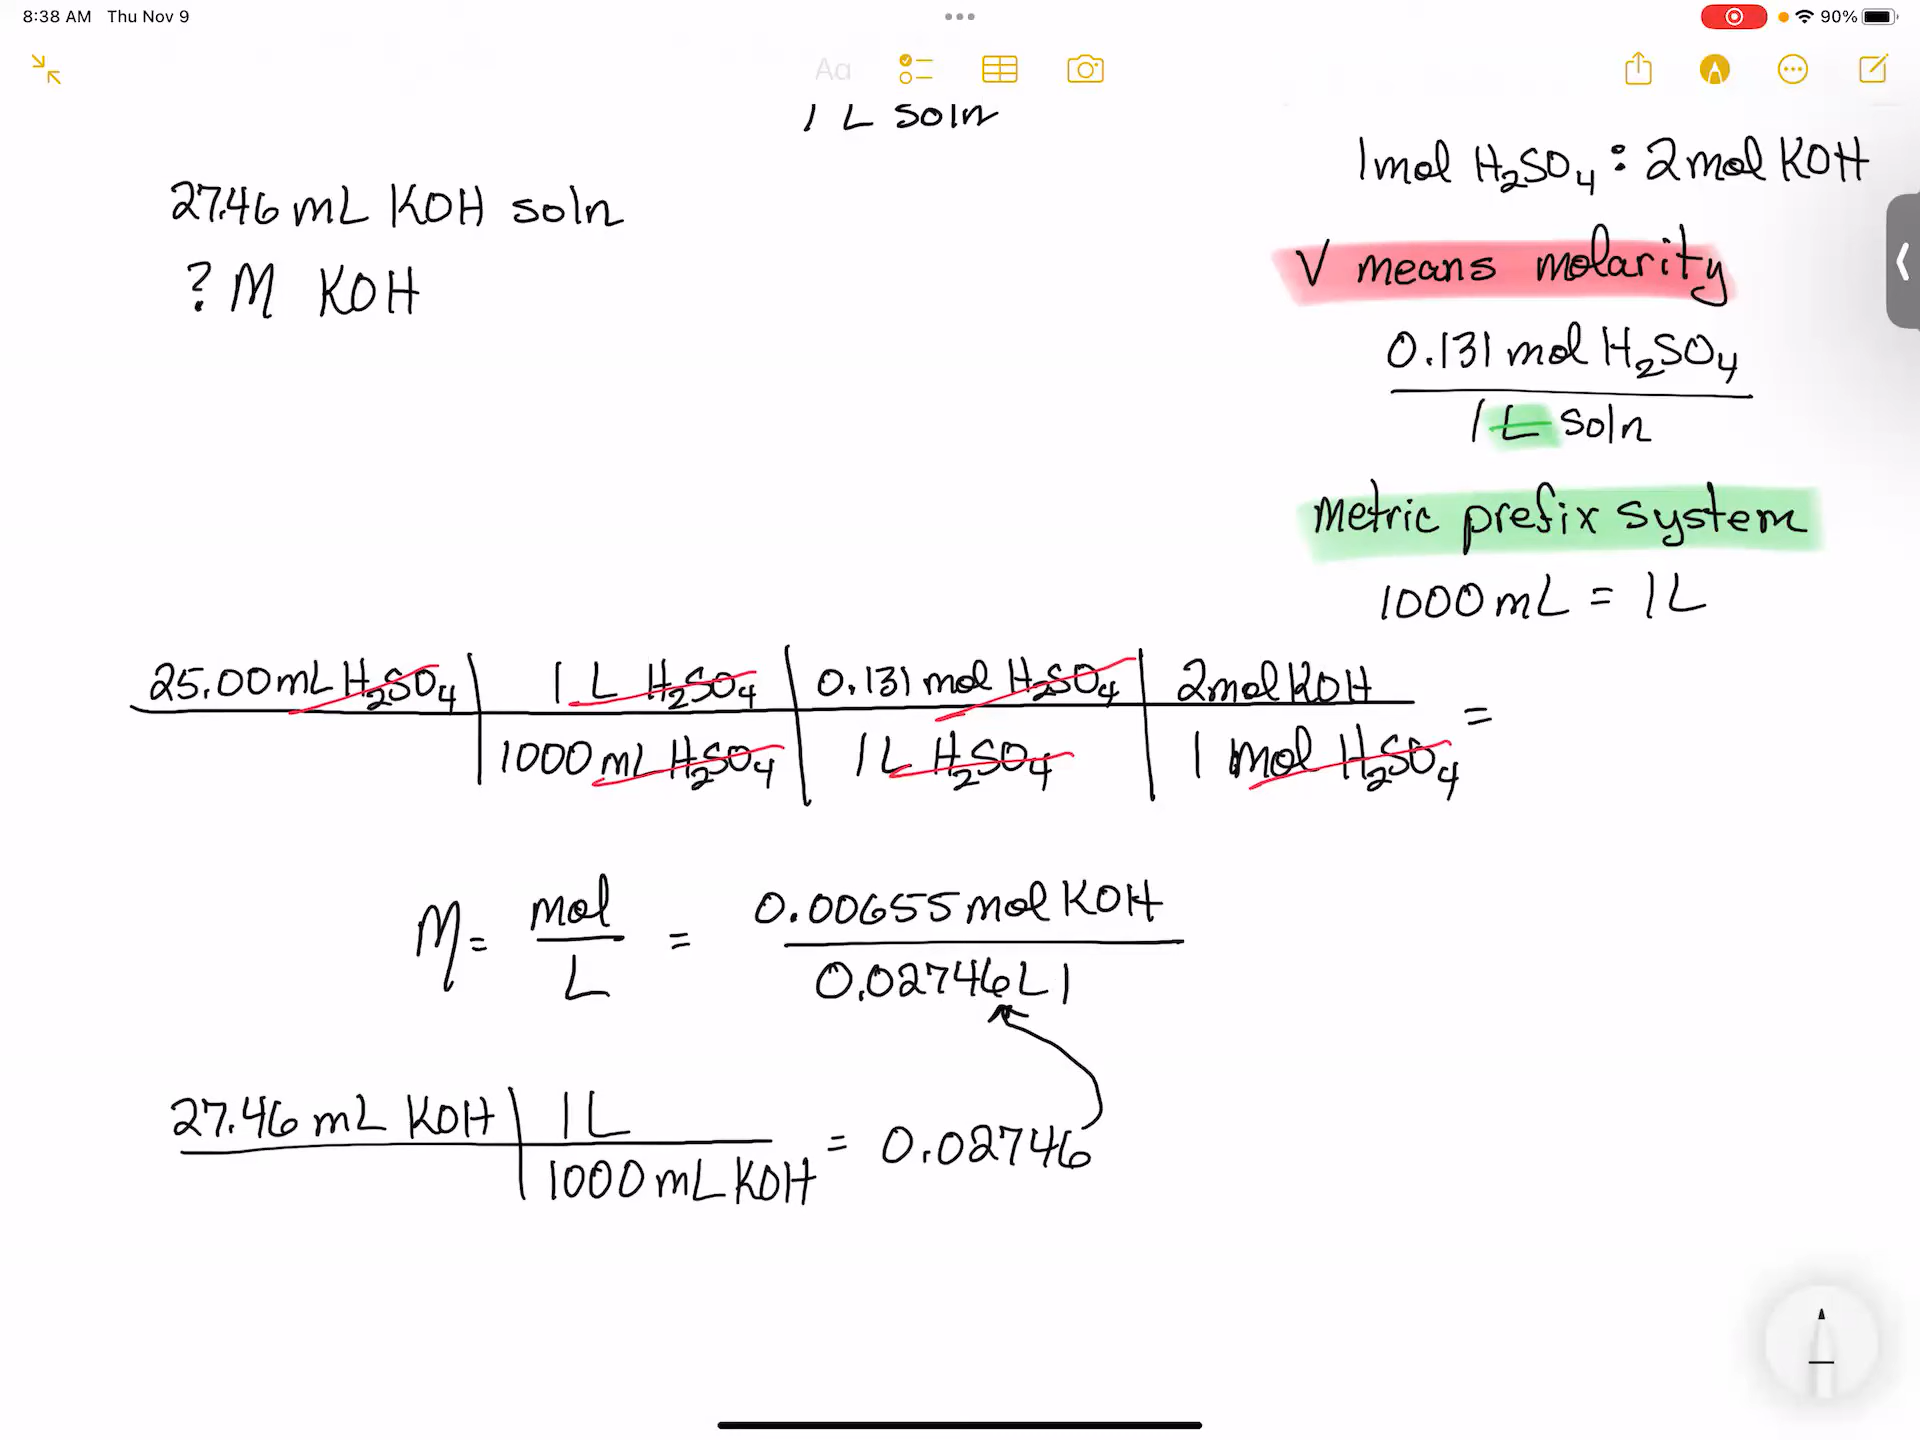 8:38 AM Thu Nov 9
90%
Aa
1 L soln
27.46 mL KOH soln
? M KOH
1mol H₂SO₄ : 2mol KOH
V means molarity
0.131 mol H₂SO₄
1 L soln
Metric prefix system
1000 mL = 1L
25.00 mL H₂SO₄ | 1 L H₂SO₄ | 0.131 mol H₂SO₄ | 2 mol KOH =
1000 mL H₂SO₄ | 1 L H₂SO₄ | 1 mol H₂SO₄
M = mol = 0.00655 mol KOH
L 0.02746 L 1
27.46 mL KOH | 1 L = 0.02746
1000 mL KOH